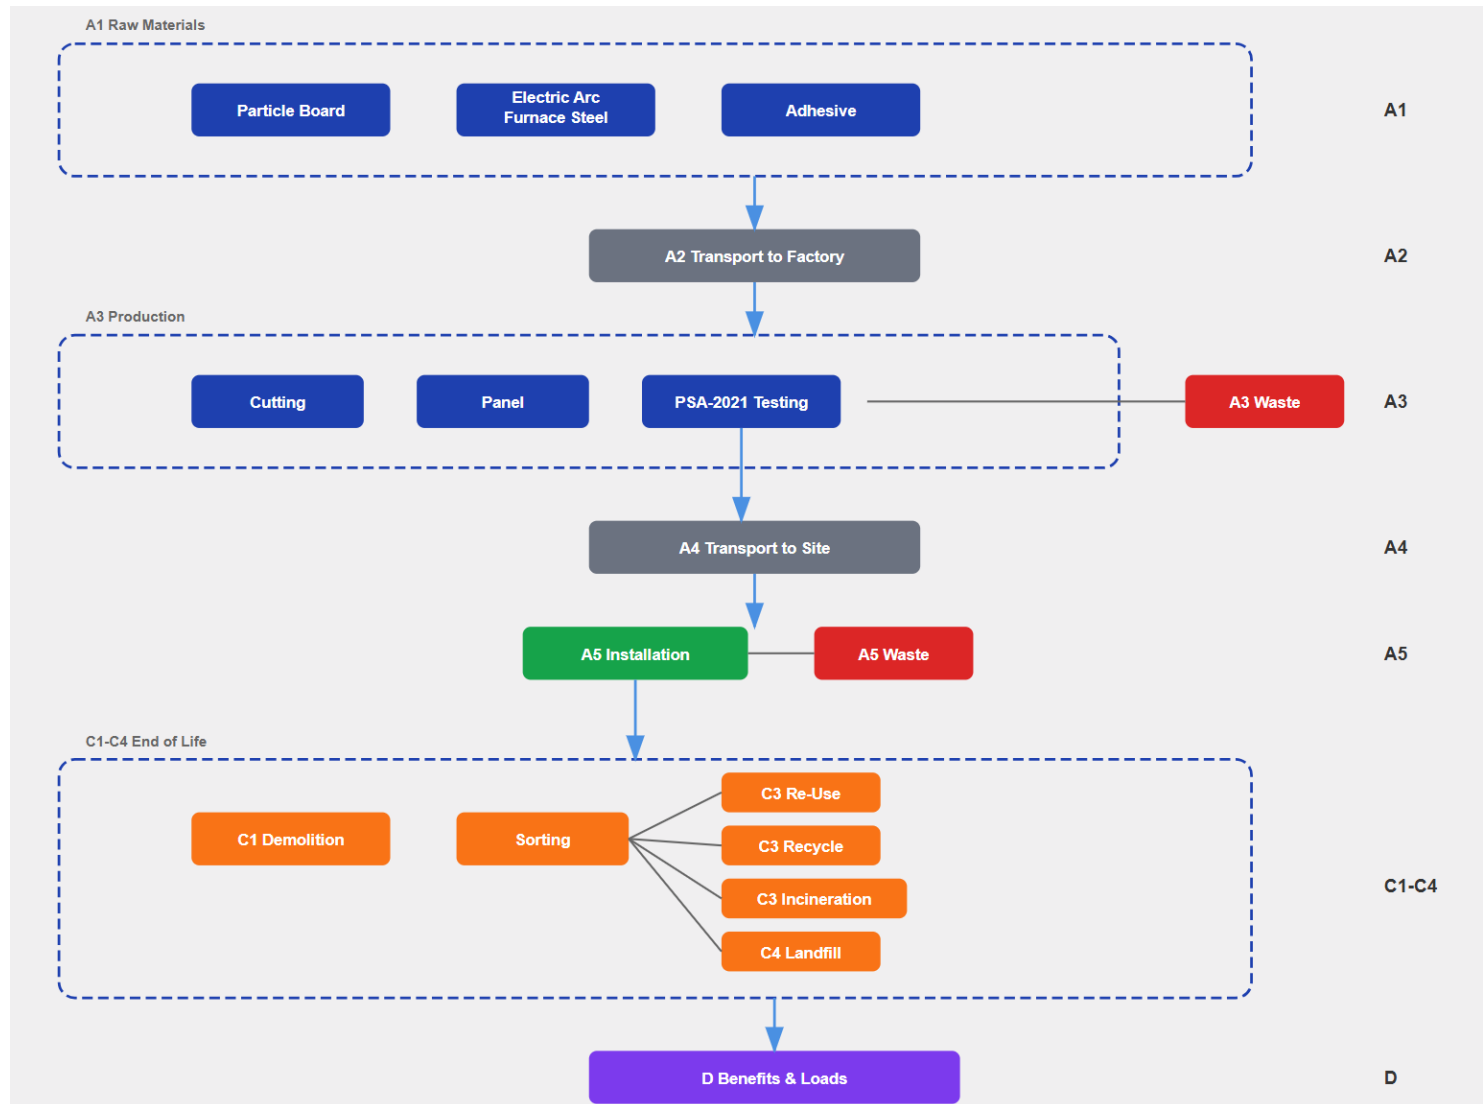 A1 Raw Materials
Particle Board
Electric Arc
Furnace Steel
Adhesive
A1
A2 Transport to Factory
A2
A3 Production
Cutting
Panel
PSA-2021 Testing
A3 Waste
A3
A4 Transport to Site
A4
A5 Installation
A5 Waste
A5
C1-C4 End of Life
C1 Demolition
Sorting
C3 Re-Use
C3 Recycle
C3 Incineration
C4 Landfill
C1-C4
D Benefits & Loads
D